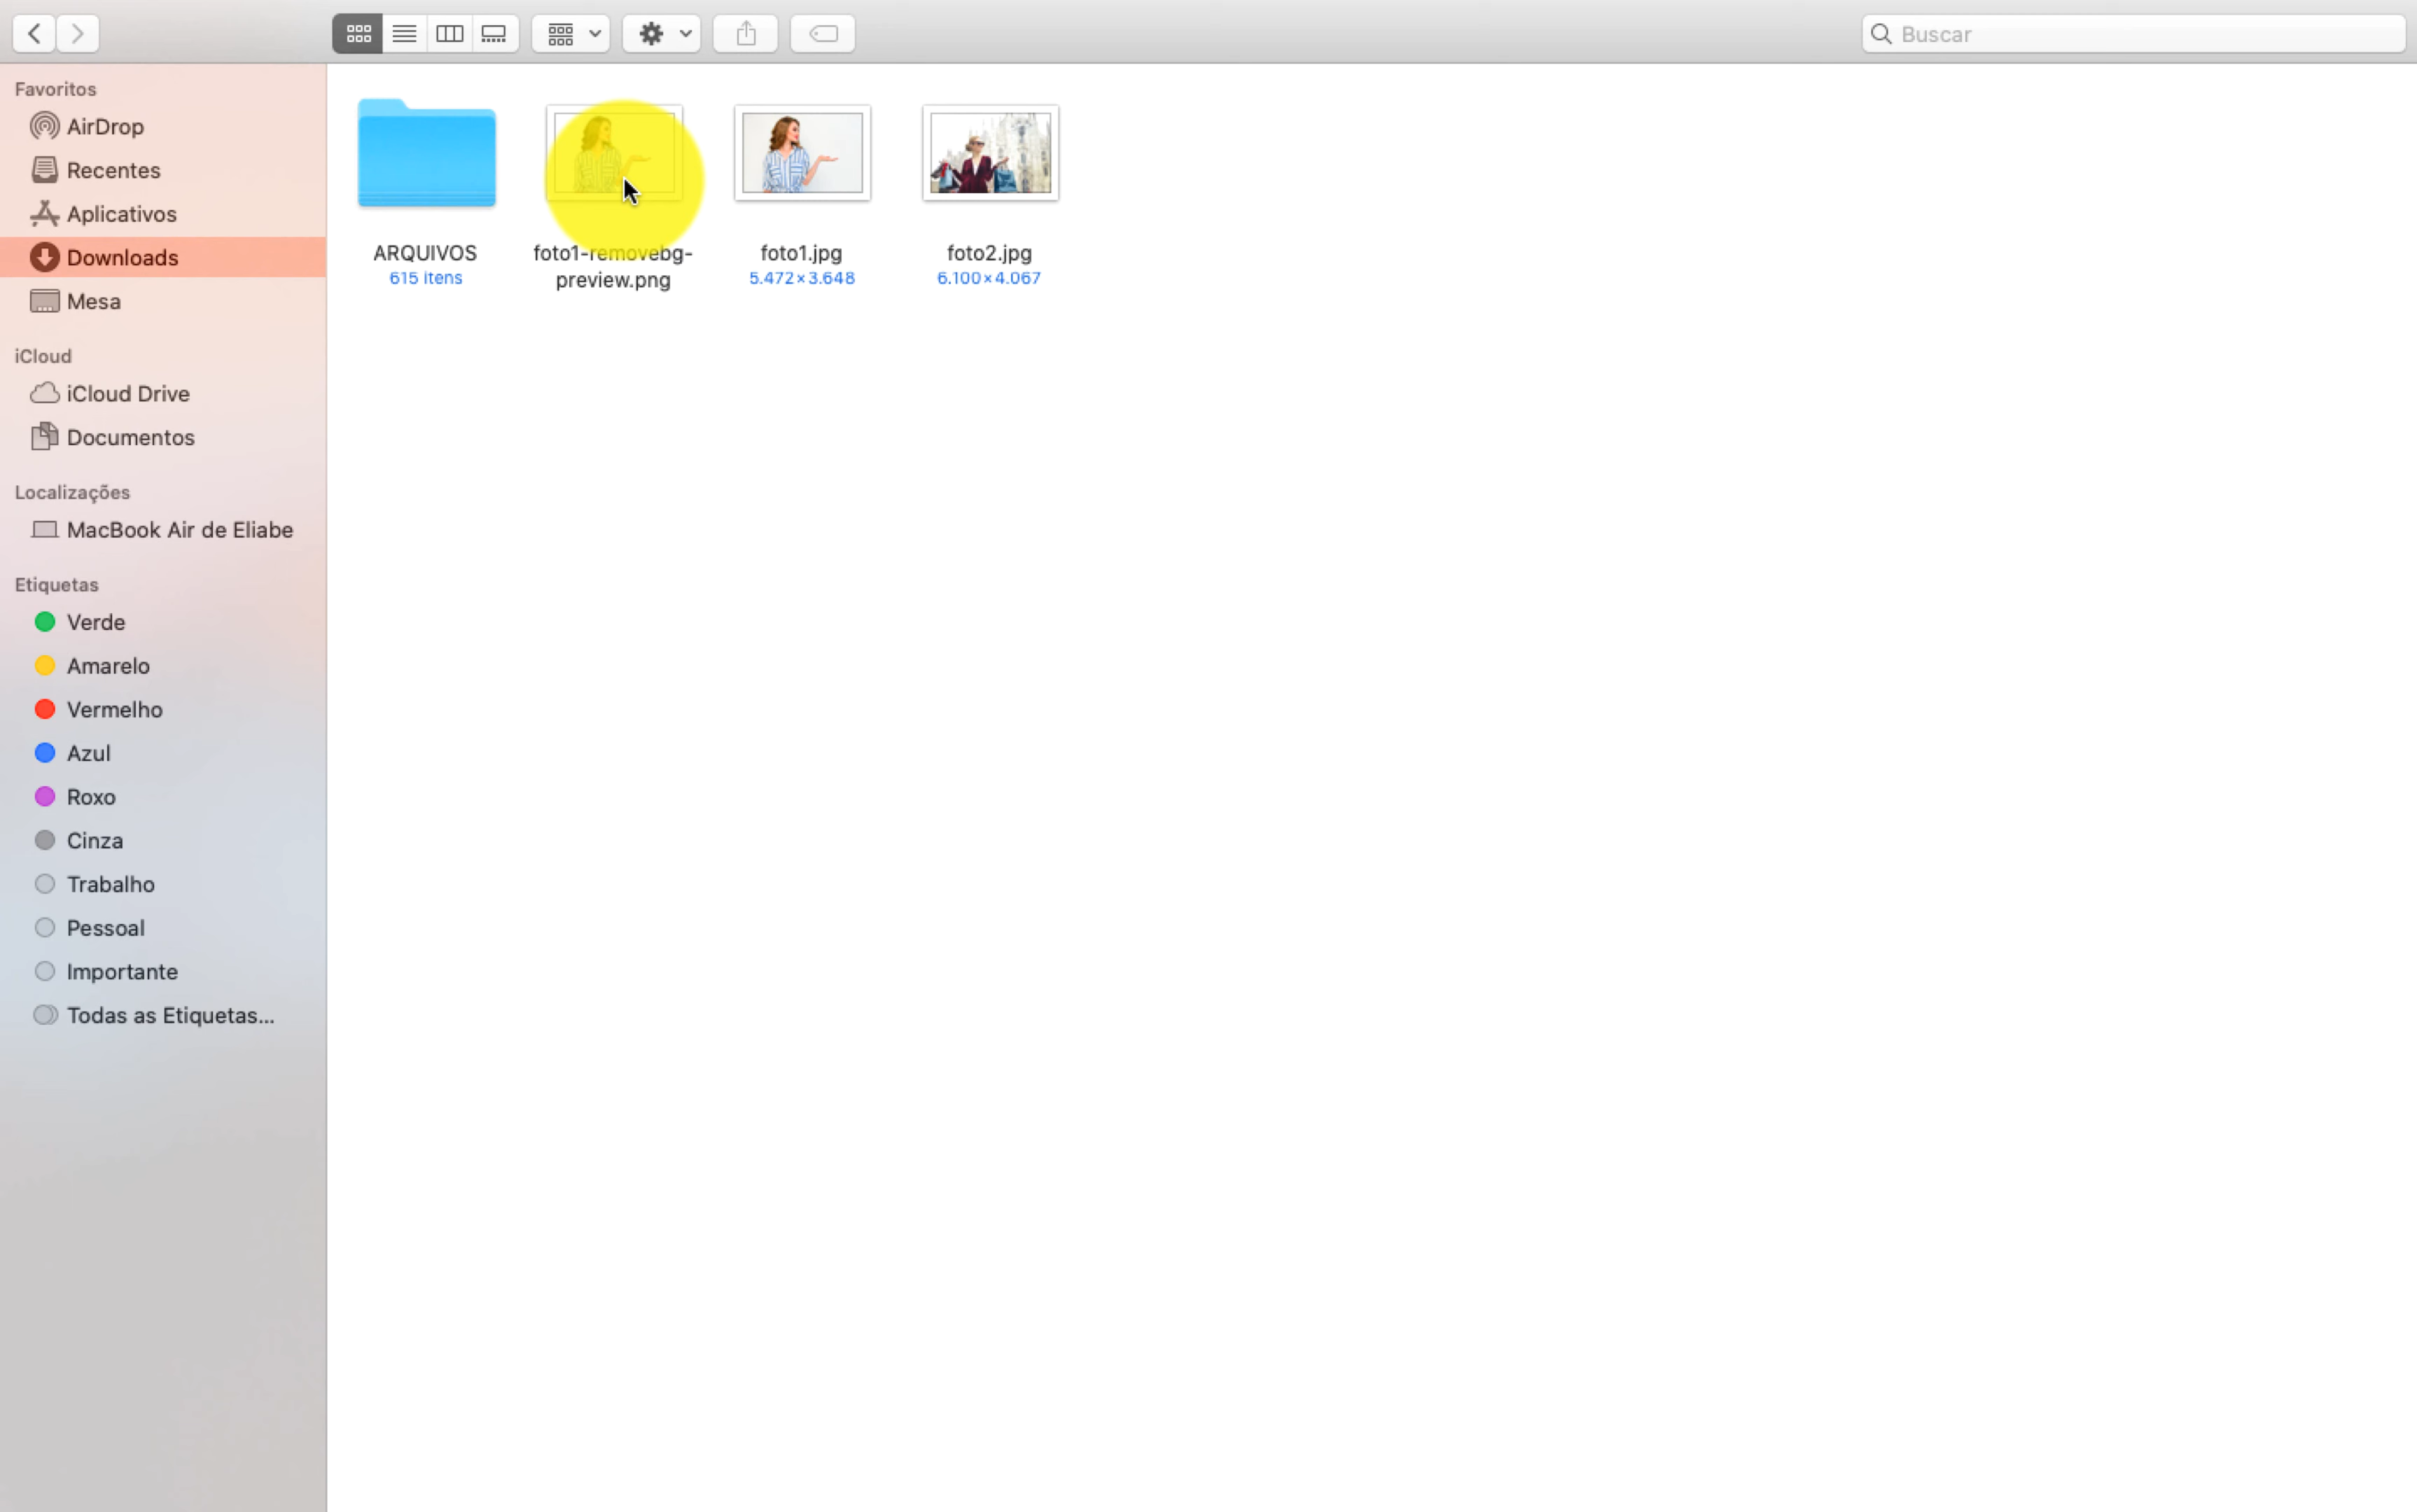 Buscar
Favoritos
AirDrop
Recentes
Aplicativos
Downloads
Mesa
iCloud
iCloud Drive
Documentos
Localizações
MacBook Air de Eliabe
Etiquetas
Verde
Amarelo
Vermelho
Azul
Roxo
Cinza
Trabalho
Pessoal
Importante
Todas as Etiquetas...
ARQUIVOS
615 itens
foto1-removebg-
preview.png
foto1.jpg
5.472×3.648
foto2.jpg
6.100×4.067